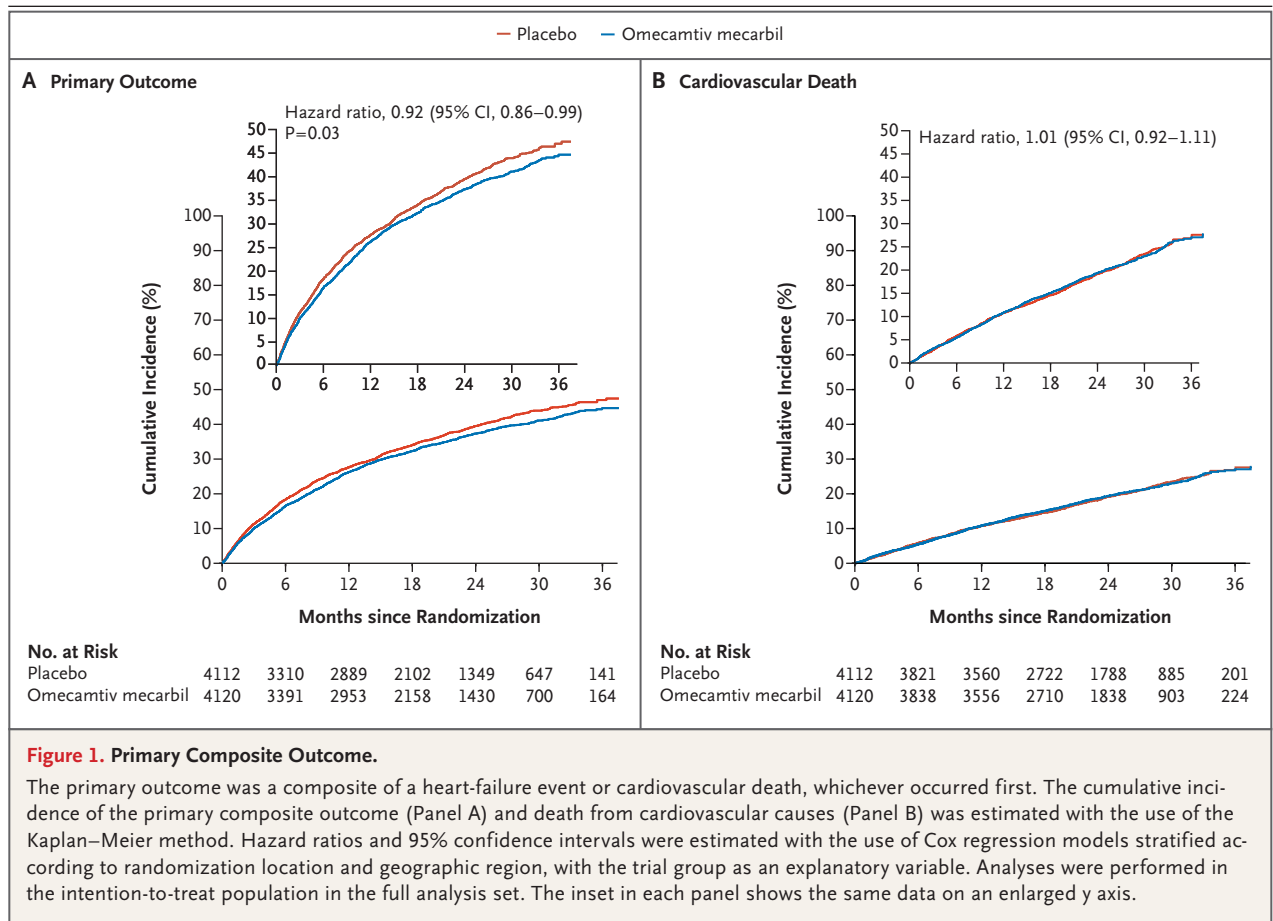 Placebo Omecamtiv mecarbil
A Primary Outcome
Hazard ratio, 0.92 (95% CI, 0.86–0.99)
P=0.03
50
45
40
35
30
25
20
15
10
5
0
0 6 12 18 24 30 36
100
90
80
70
60
50
40
30
20
10
0
Cumulative Incidence (%)
0 6 12 18 24 30 36
Months since Randomization
No. at Risk
Placebo 4112 3310 2889 2102 1349 647 141
Omecamtiv mecarbil 4120 3391 2953 2158 1430 700 164
B Cardiovascular Death
Hazard ratio, 1.01 (95% CI, 0.92–1.11)
50
45
40
35
30
25
20
15
10
5
0
0 6 12 18 24 30 36
100
90
80
70
60
50
40
30
20
10
0
Cumulative Incidence (%)
0 6 12 18 24 30 36
Months since Randomization
No. at Risk
Placebo 4112 3821 3560 2722 1788 885 201
Omecamtiv mecarbil 4120 3838 3556 2710 1838 903 224
Figure 1. Primary Composite Outcome.
The primary outcome was a composite of a heart-failure event or cardiovascular death, whichever occurred first. The cumulative inci-
dence of the primary composite outcome (Panel A) and death from cardiovascular causes (Panel B) was estimated with the use of the
Kaplan–Meier method. Hazard ratios and 95% confidence intervals were estimated with the use of Cox regression models stratified ac-
cording to randomization location and geographic region, with the trial group as an explanatory variable. Analyses were performed in
the intention-to-treat population in the full analysis set. The inset in each panel shows the same data on an enlarged y axis.